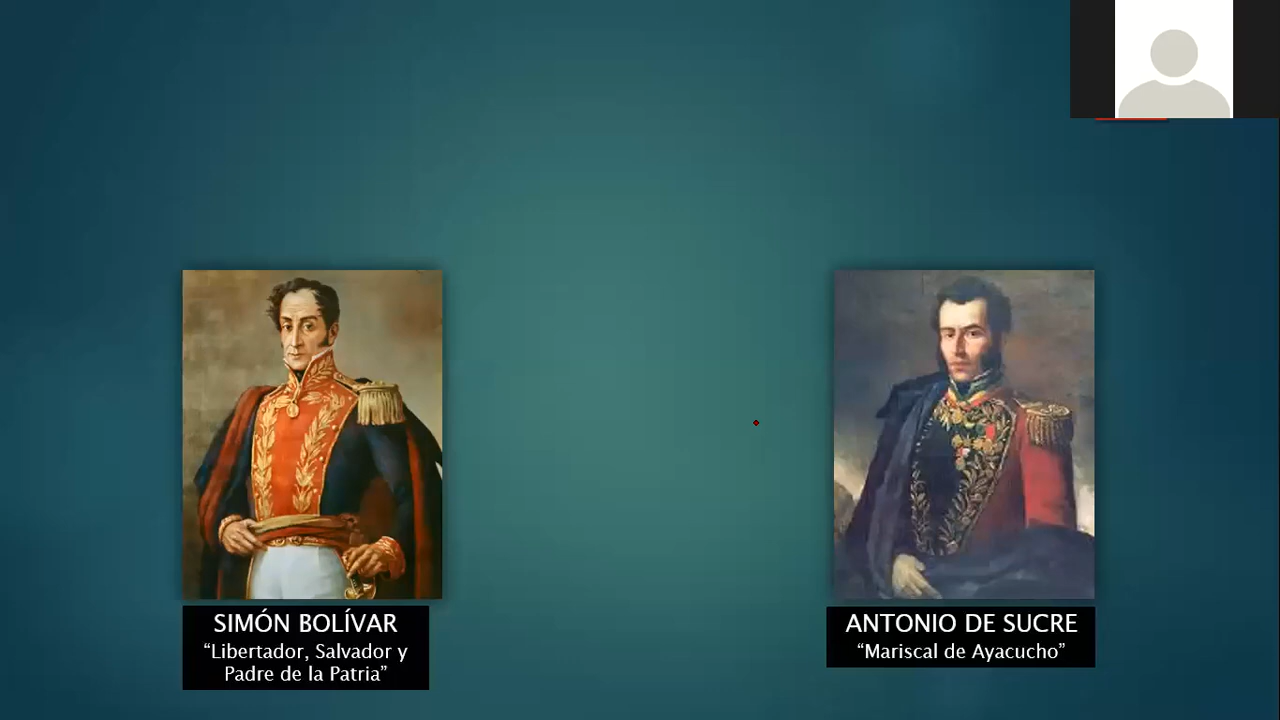 SIMÓN BOLÍVAR
“Libertador, Salvador y
Padre de la Patria”
ANTONIO DE SUCRE
“Mariscal de Ayacucho”